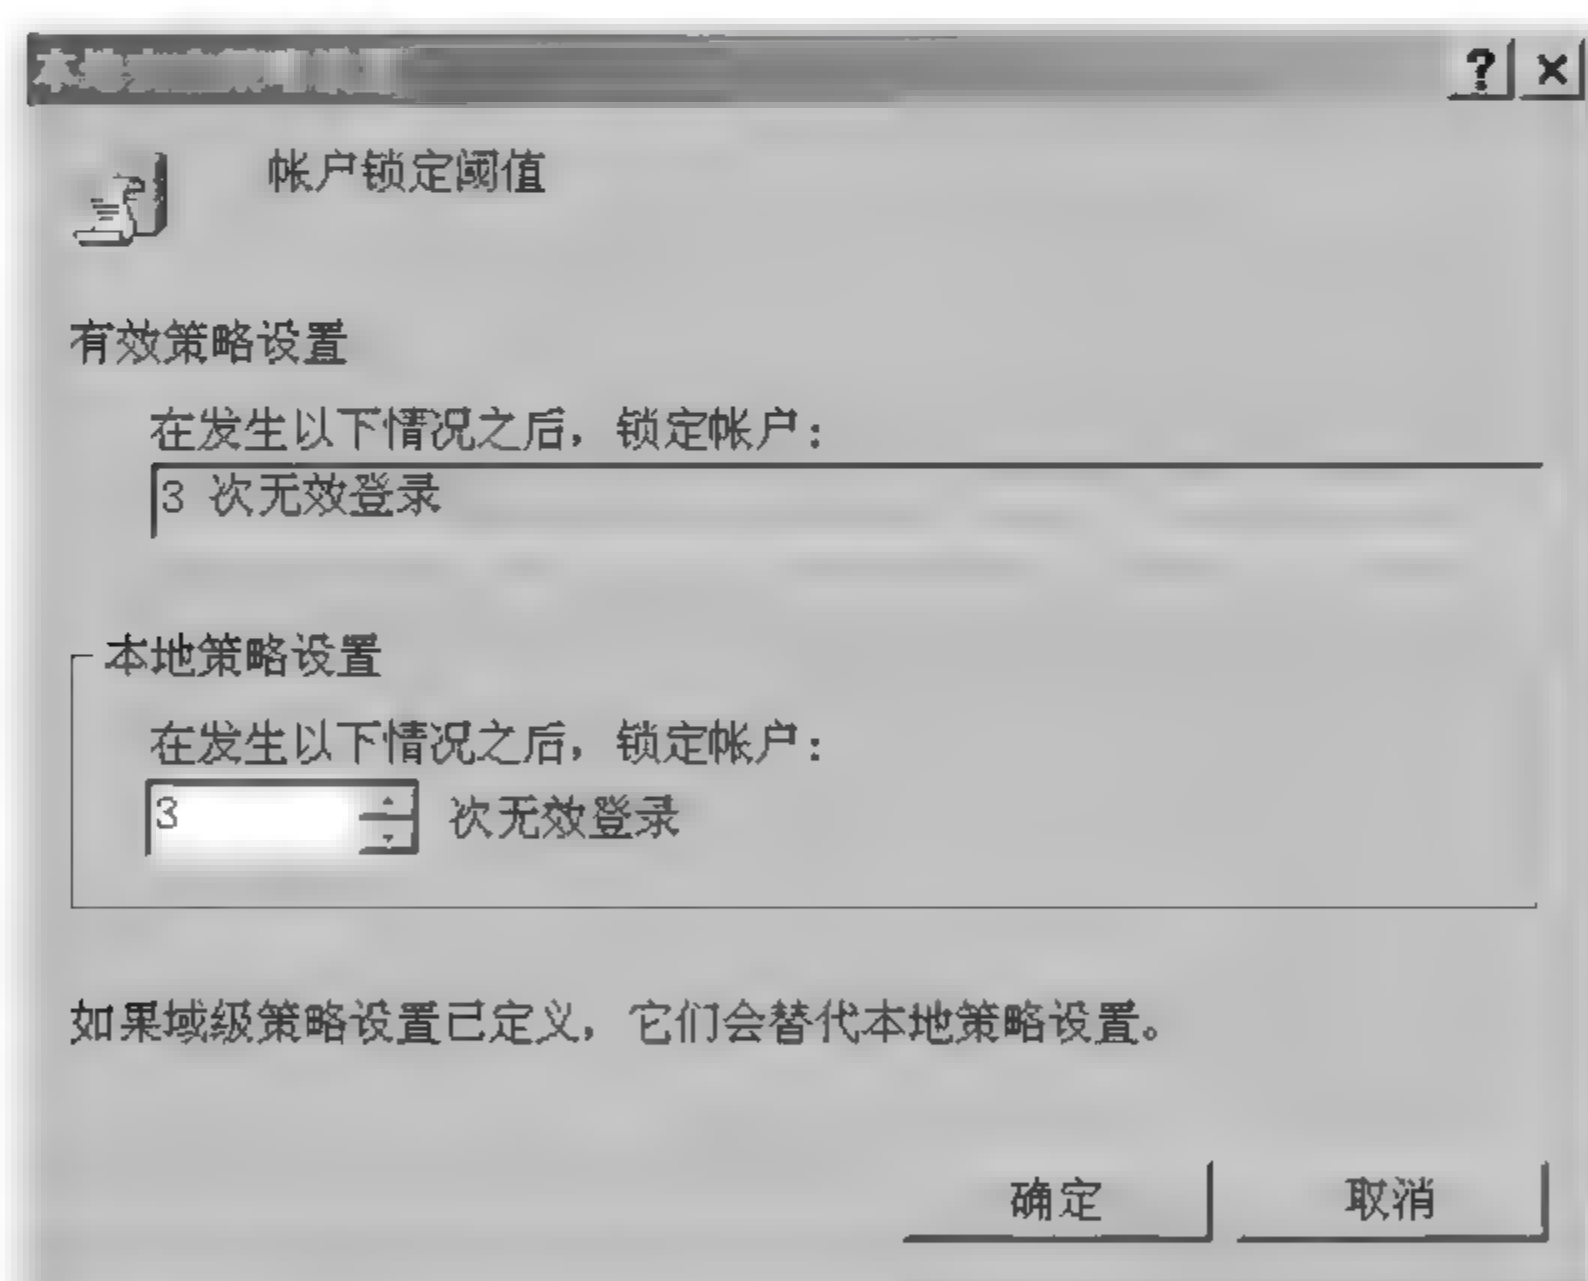 帐户锁定阈值
有效策略设置
在发生以下情况之后，锁定帐户：
3 次无效登录
本地策略设置
在发生以下情况之后，锁定帐户：
3 次无效登录
如果域级策略设置已定义，它们会替代本地策略设置。
确定 取消